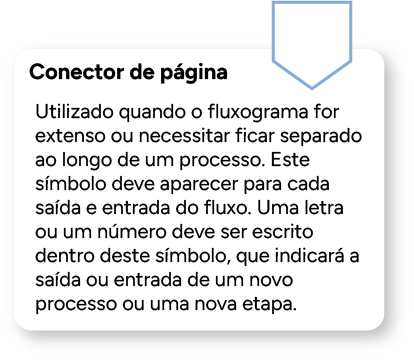 Conector de página
Utilizado quando o fluxograma for
extenso ou necessitar ficar separado
ao longo de um processo. Este
símbolo deve aparecer para cada
saída e entrada do fluxo. Uma letra
ou um número deve ser escrito
dentro deste símbolo, que indicará a
saída ou entrada de um novo
processo ou uma nova etapa.